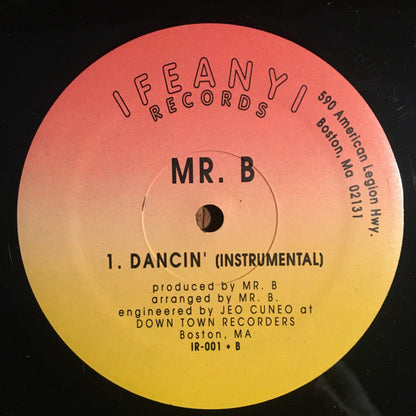 IFEANYI
RECORDS
590 American Legion Hwy.
Boston, Ma 02131
MR. B
1. DANCIN' (INSTRUMENTAL)
produced by MR. B
arranged by MR. B.
engineered by JEO CUNEO at
DOWN TOWN RECORDERS
Boston, MA
IR-001 • B